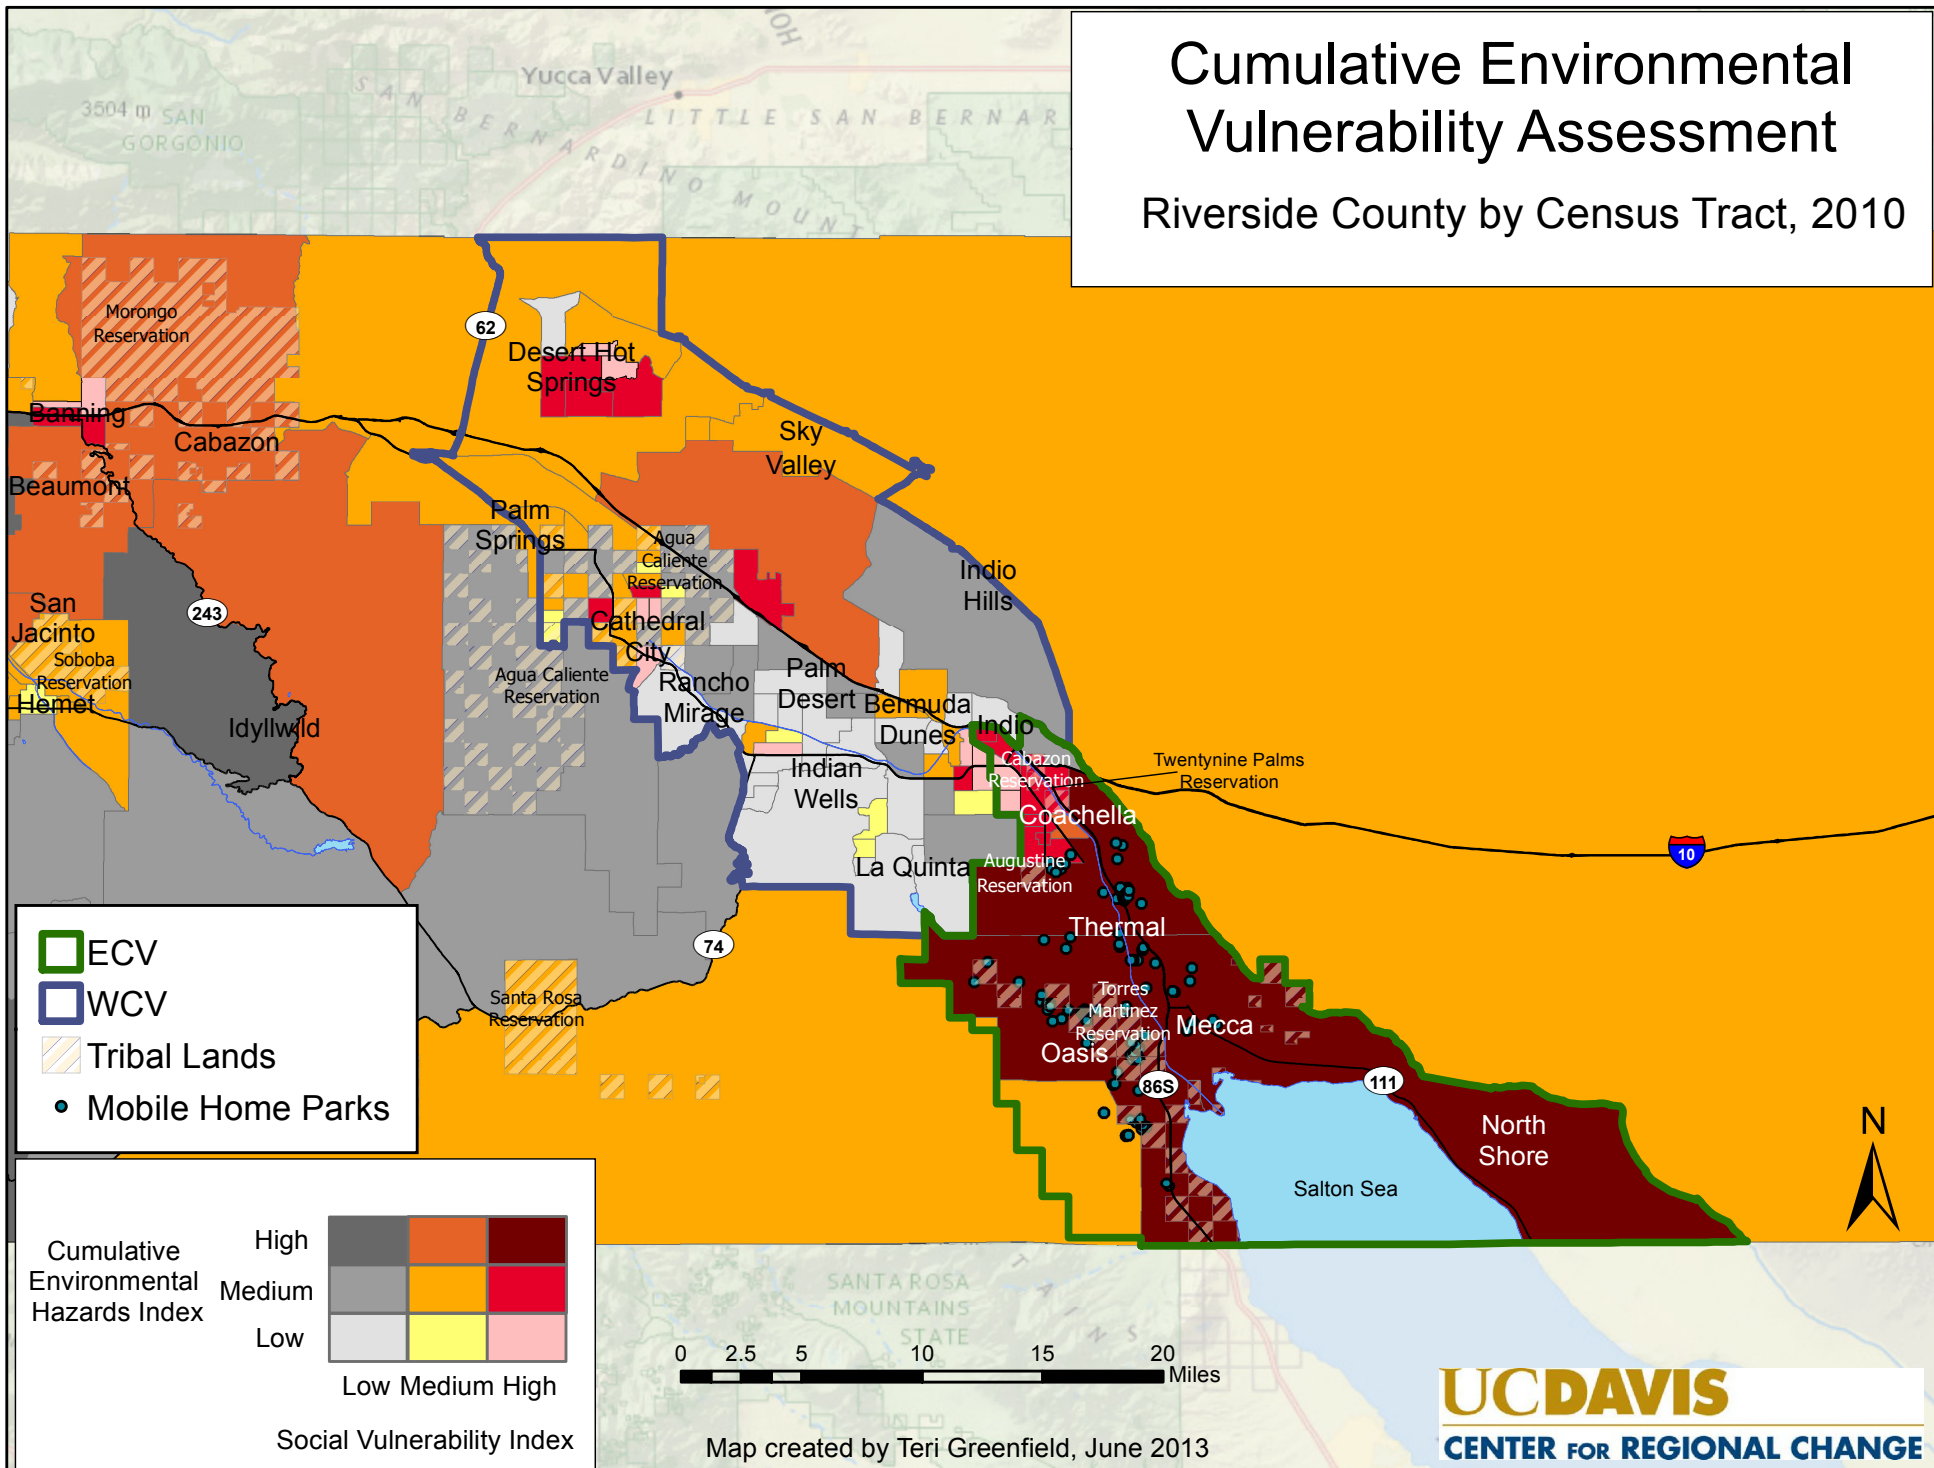 Cumulative Environmental
Vulnerability Assessment
Riverside County by Census Tract, 2010
Yucca Valley
3504 m
SAN
GORGONIO
SAN BERNARDINO MOUNT
LITTLE SAN BERNAR
62
Morongo
Reservation
Desert Hot
Springs
Banning
Cabazon
Sky
Valley
Beaumont
Palm
Springs
Agua
Caliente
Reservation
Indio
Hills
243
San
Jacinto
Soboba
Reservation
Cathedral
City
Agua Caliente
Reservation
Rancho
Mirage
Palm
Desert
Hemet
Idyllwild
Bermuda
Dunes
Indio
Cabazon
Reservation
Twentynine Palms
Reservation
Indian
Wells
Coachella
10
La Quinta
Augustine
Reservation
Thermal
74
Santa Rosa
Reservation
Torres
Martinez
Reservation
Mecca
Oasis
86S
111
North
Shore
Salton Sea
N
ECV
WCV
Tribal Lands
Mobile Home Parks
Cumulative
Environmental
Hazards Index
High
Medium
Low
Low Medium High
Social Vulnerability Index
SANTA ROSA
MOUNTAINS
STATE
TAINS
0 2.5 5 10 15 20
Miles
Map created by Teri Greenfield, June 2013
UCDAVIS
CENTER FOR REGIONAL CHANGE